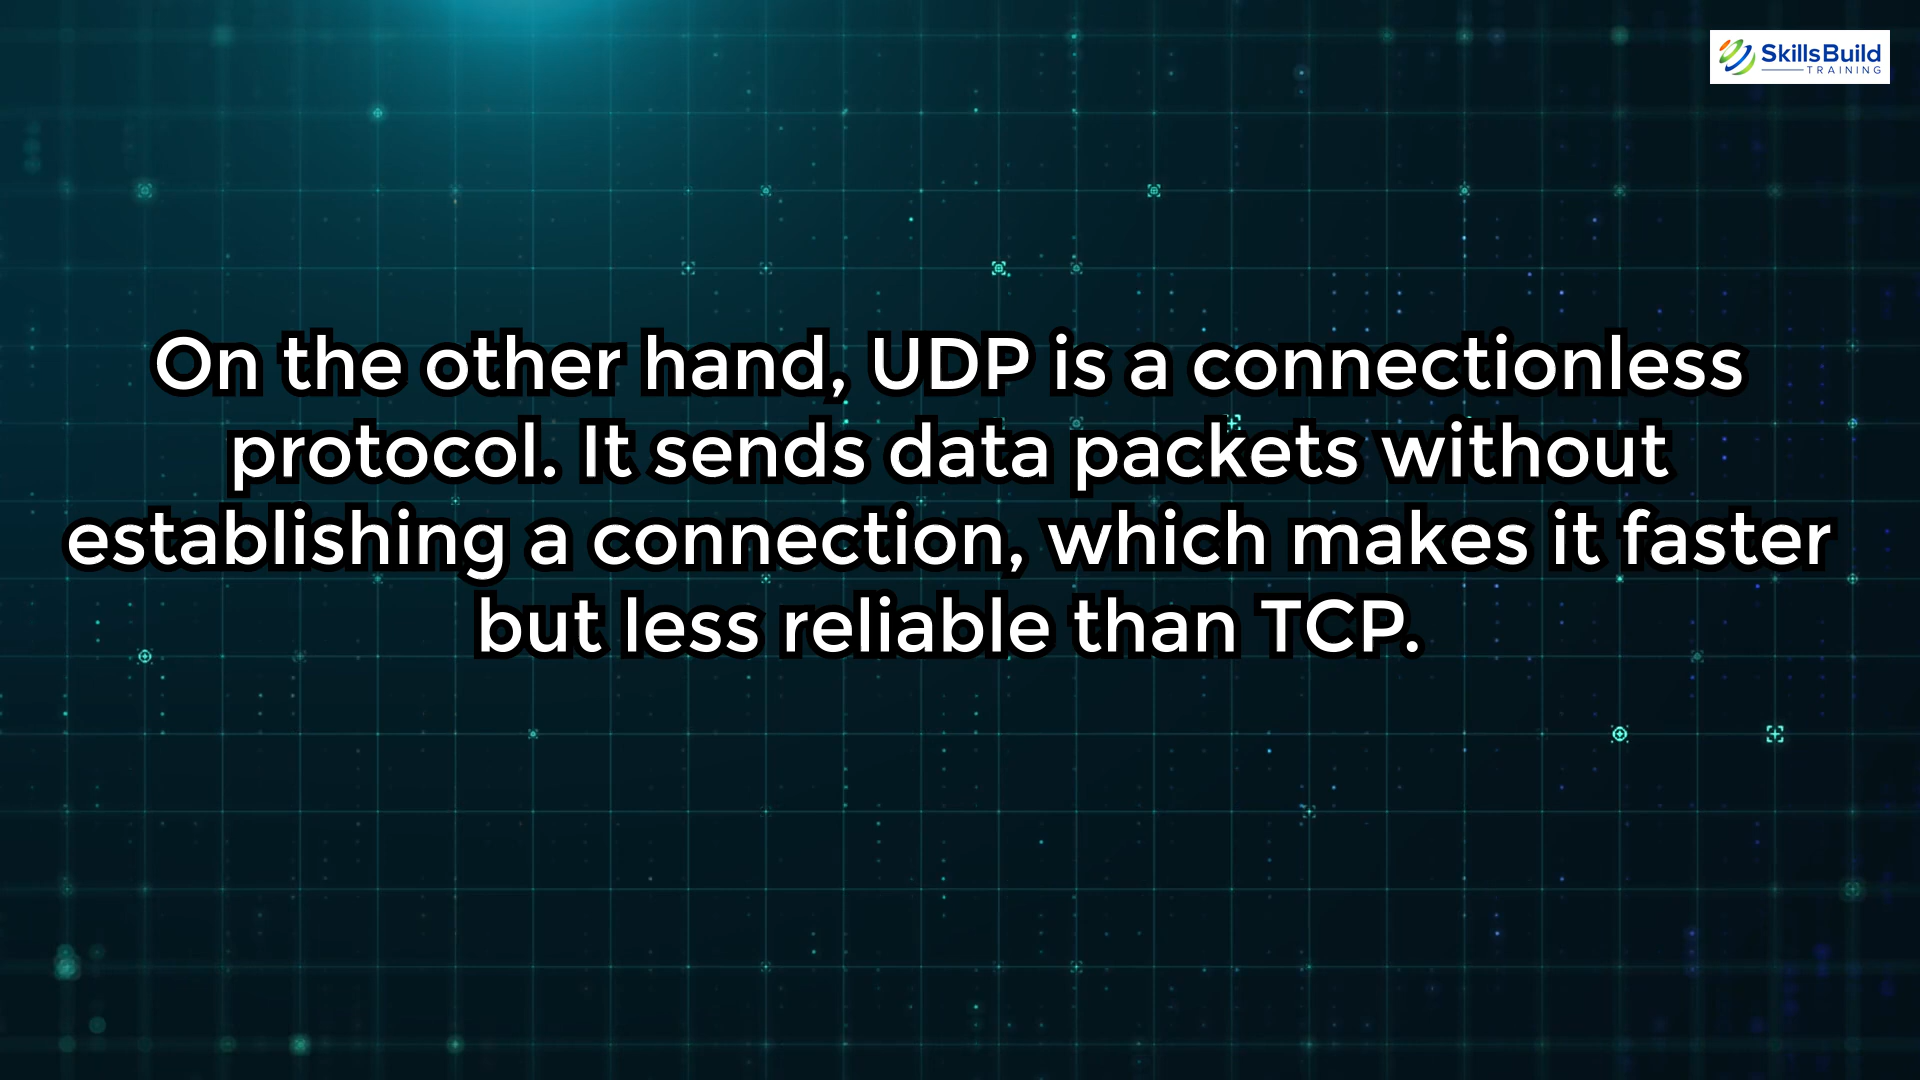 SkillsBuild
TRAINING
On the other hand, UDP is a connectionless
protocol. It sends data packets without
establishing a connection, which makes it faster
but less reliable than TCP.